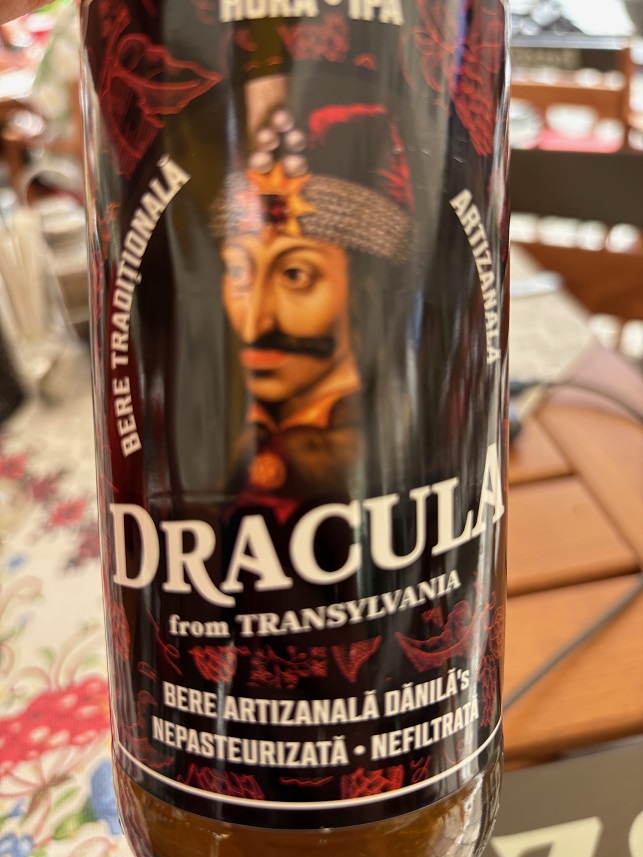 HORA • IPA
BERE TRADIȚIONALĂ
ARTIZANALĂ
DRACULA
from TRANSYLVANIA
BERE ARTIZANALĂ DĂNILĂ's
NEPASTEURIZATĂ • NEFILTRATĂ